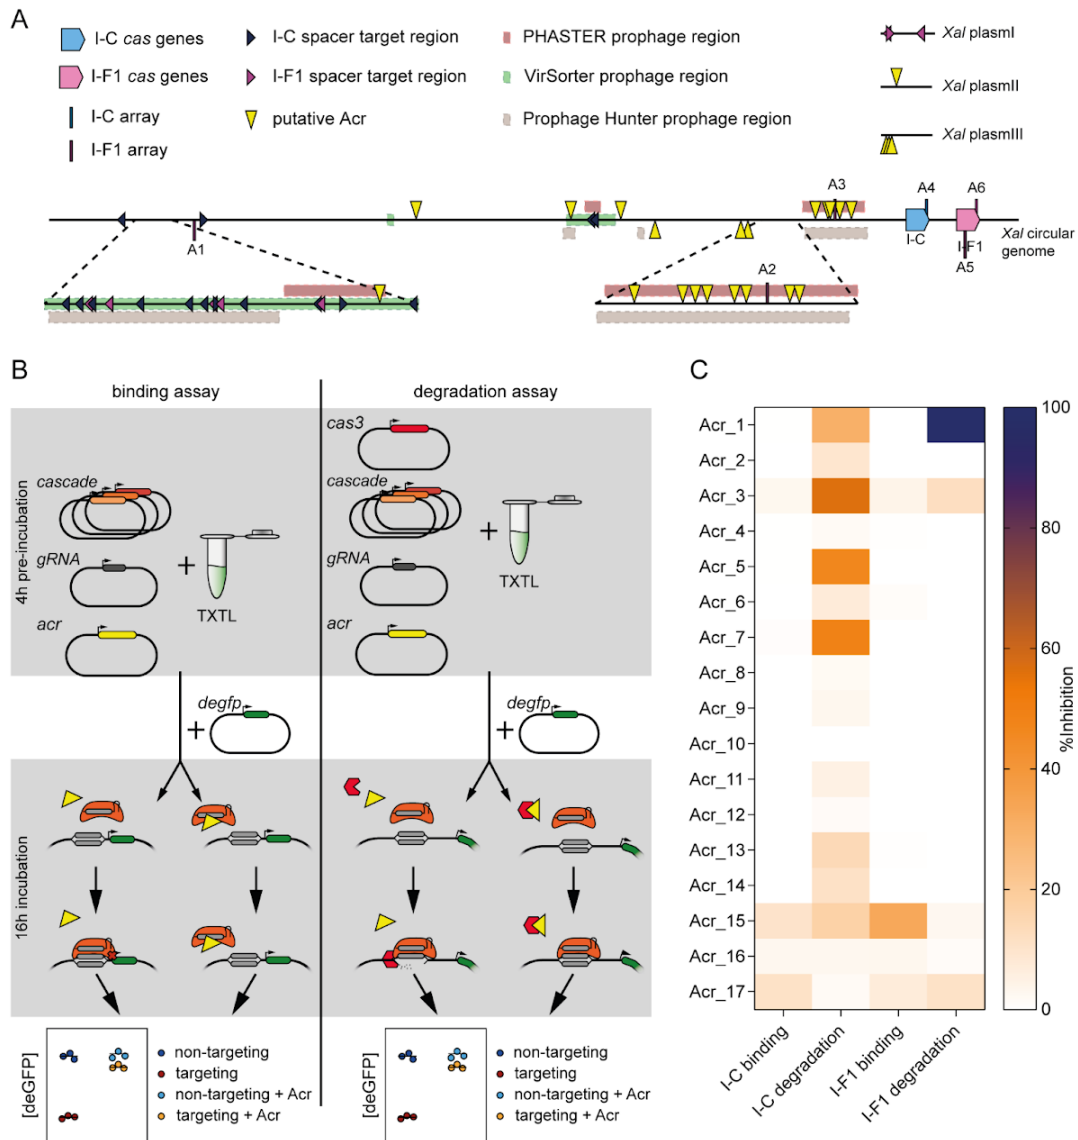 A
I-C cas genes
I-F1 cas genes
I-C array
I-F1 array
I-C spacer target region
I-F1 spacer target region
putative Acr
PHASTER prophage region
VirSorter prophage region
Prophage Hunter prophage region
Xal plasmI
Xal plasmII
Xal plasmIII
A1
A3
A4
A6
I-C
I-F1
A5
Xal circular
genome
A2
B
binding assay
degradation assay
4h pre-incubation
cascade
gRNA
acr
+
TXTL
cas3
cascade
gRNA
acr
+
TXTL
+
degfp
+
degfp
16h incubation
[deGFP]
non-targeting
targeting
non-targeting + Acr
targeting + Acr
[deGFP]
non-targeting
targeting
non-targeting + Acr
targeting + Acr
C
Acr_1
Acr_2
Acr_3
Acr_4
Acr_5
Acr_6
Acr_7
Acr_8
Acr_9
Acr_10
Acr_11
Acr_12
Acr_13
Acr_14
Acr_15
Acr_16
Acr_17
I-C binding
I-C degradation
I-F1 binding
I-F1 degradation
100
80
60
40
20
0
%Inhibition